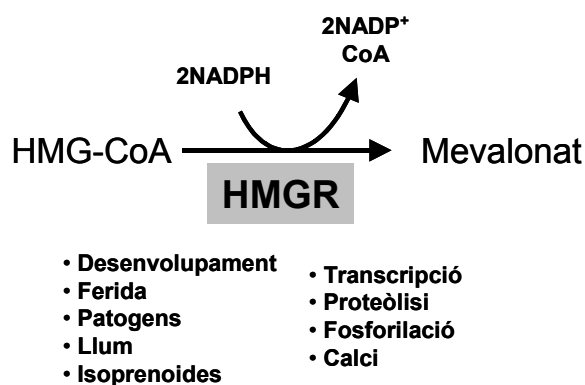 2NADP⁺
CoA
2NADPH
HMG-CoA
Mevalonat
HMGR
• Desenvolupament
• Ferida
• Patogens
• Llum
• Isoprenoides
• Transcripció
• Proteòlisi
• Fosforilació
• Calci